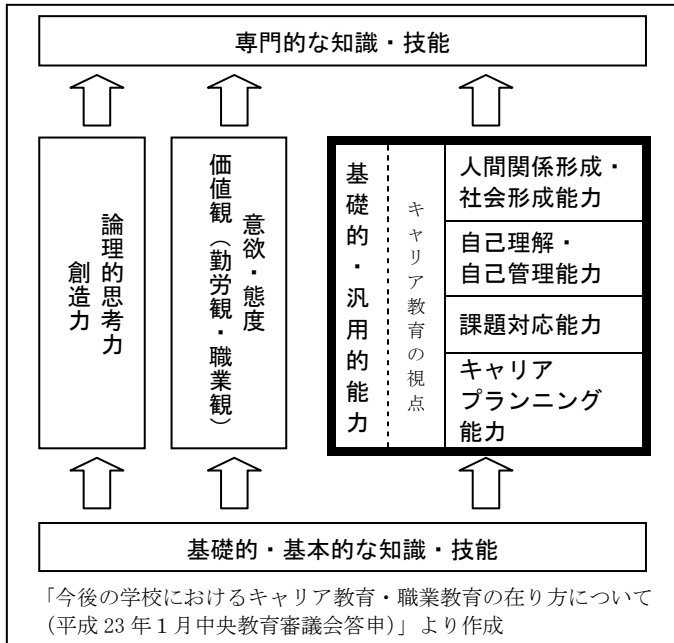 専門的な知識・技能
論理的思考力
創造力
意欲・態度
価値観（勤労観・職業観）
基礎的・汎用的能力
キャリア教育の視点
人間関係形成・
社会形成能力
自己理解・
自己管理能力
課題対応能力
キャリア
プランニング
能力
基礎的・基本的な知識・技能
「今後の学校におけるキャリア教育・職業教育の在り方について
（平成 23 年１月中央教育審議会答申）」より作成